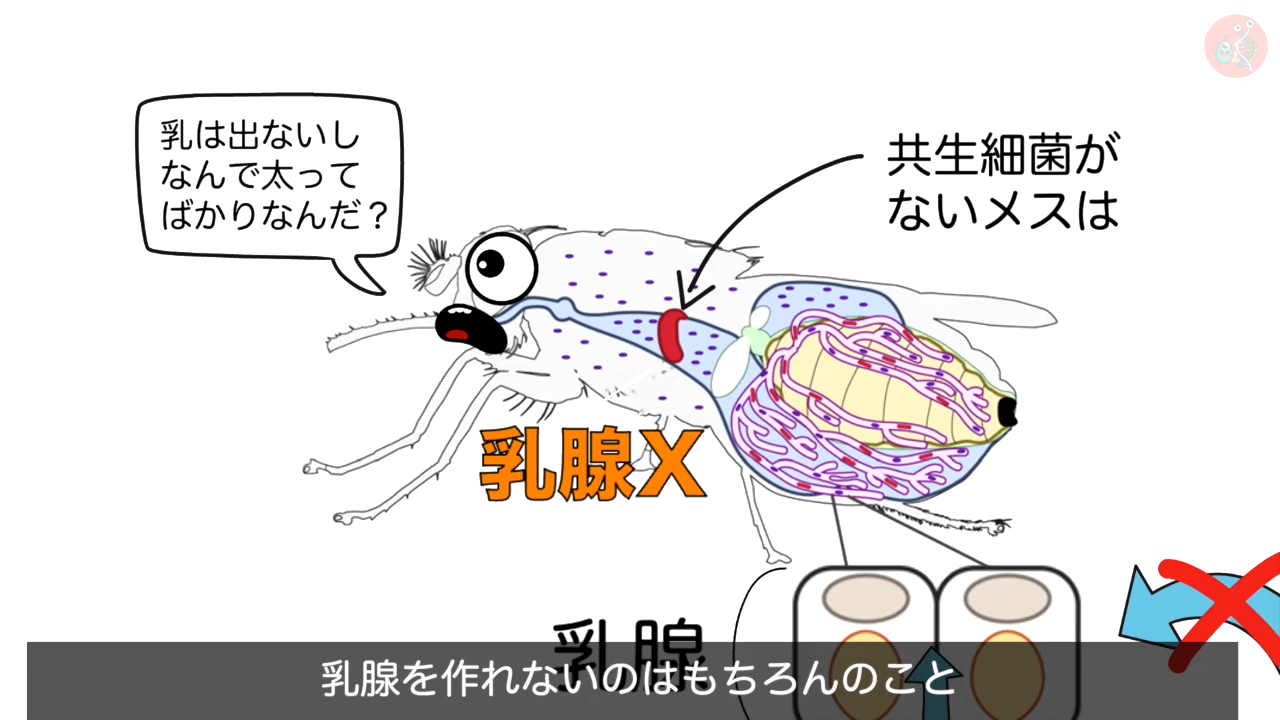 乳は出ないし
なんで太って
ばかりなんだ？
共生細菌が
ないメスは
乳腺X
乳腺
乳腺を作れないのはもちろんのこと